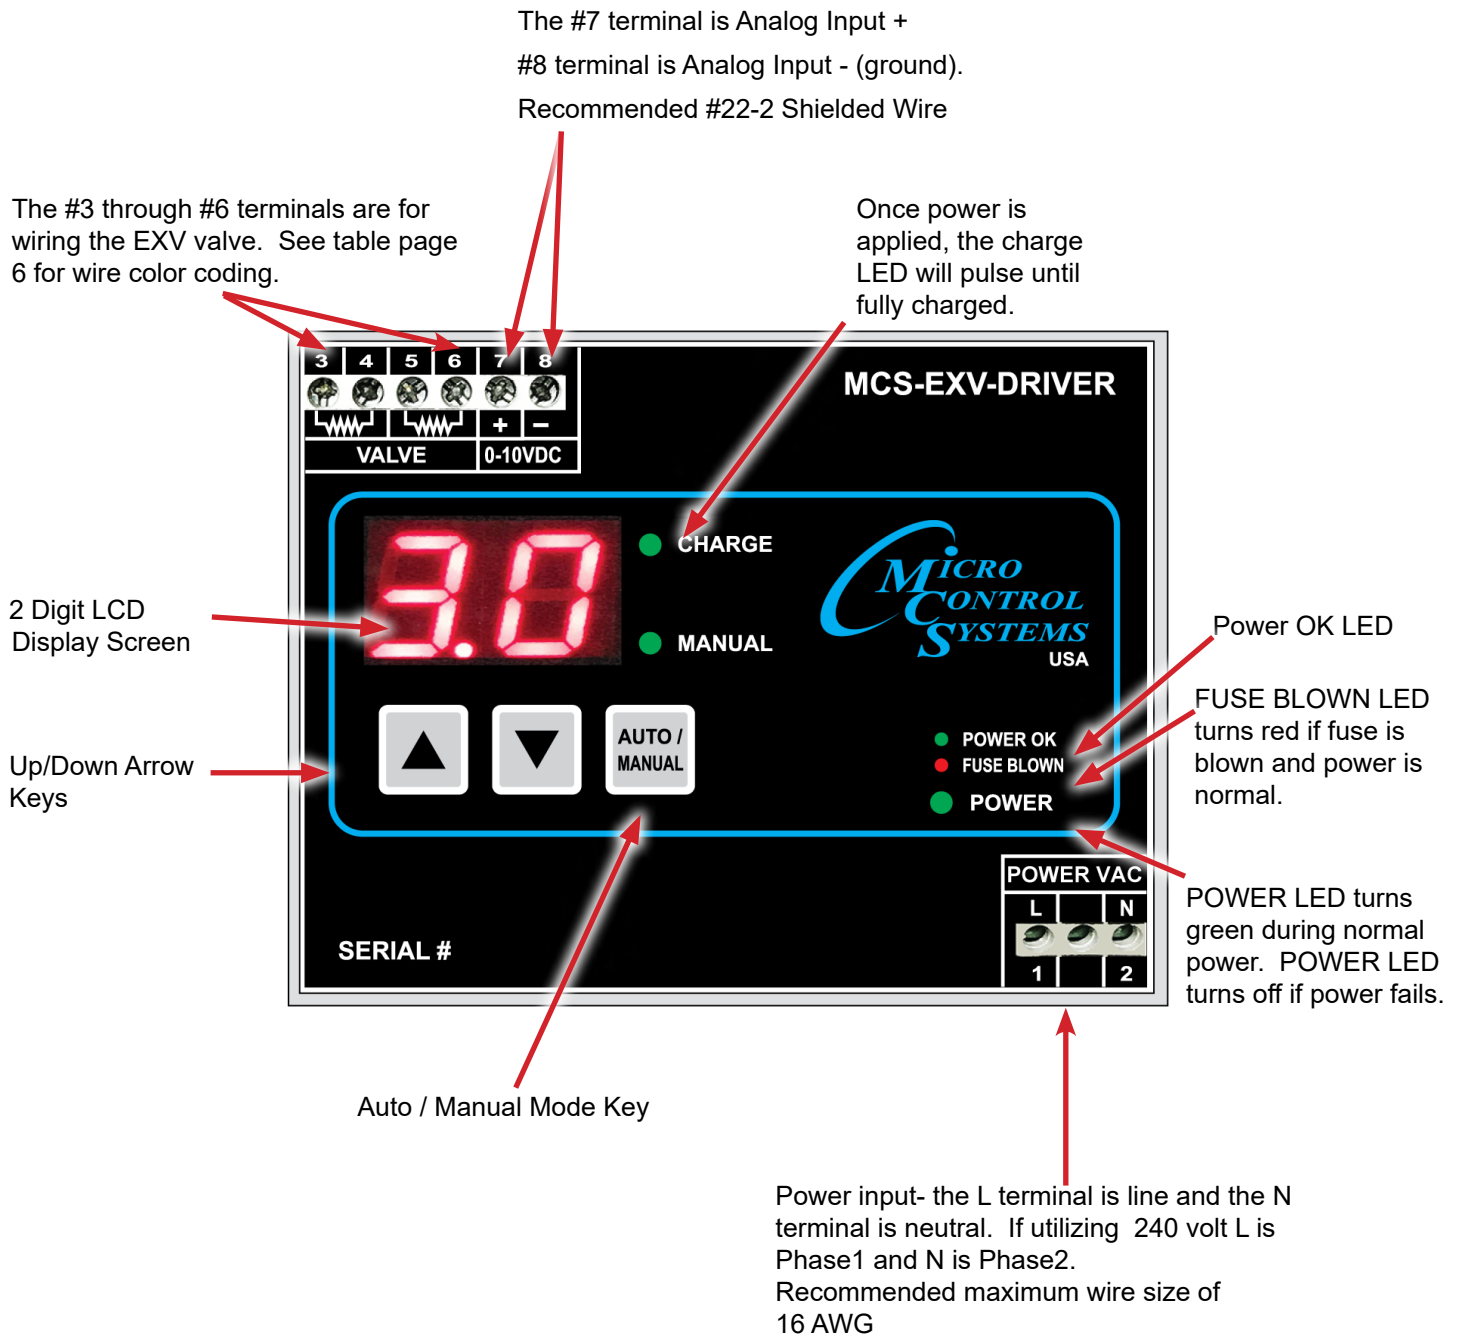 The #7 terminal is Analog Input +
#8 terminal is Analog Input - (ground).
Recommended #22-2 Shielded Wire
The #3 through #6 terminals are for
wiring the EXV valve.  See table page
6 for wire color coding.
Once power is
applied, the charge
LED will pulse until
fully charged.
3 4 5 6 7 8
+ −
VALVE 0-10VDC
MCS-EXV-DRIVER
3.0
CHARGE
MANUAL
MICRO
CONTROL
SYSTEMS
USA
2 Digit LCD
Display Screen
Power OK LED
FUSE BLOWN LED
turns red if fuse is
blown and power is
normal.
Up/Down Arrow
Keys
AUTO /
MANUAL
POWER OK
FUSE BLOWN
POWER
POWER VAC
L N
1 2
SERIAL #
POWER LED turns
green during normal
power.  POWER LED
turns off if power fails.
Auto / Manual Mode Key
Power input- the L terminal is line and the N
terminal is neutral.  If utilizing  240 volt L is
Phase1 and N is Phase2.
Recommended maximum wire size of
16 AWG